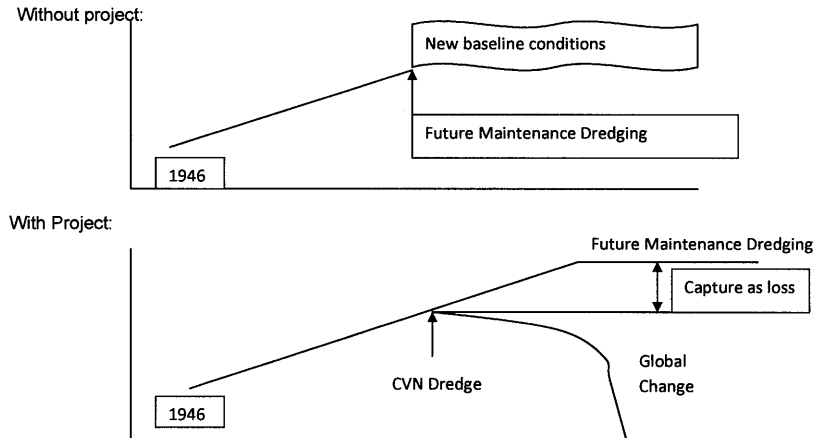 Without project:
New baseline conditions
Future Maintenance Dredging
1946
With Project:
Future Maintenance Dredging
Capture as loss
CVN Dredge
Global
Change
1946